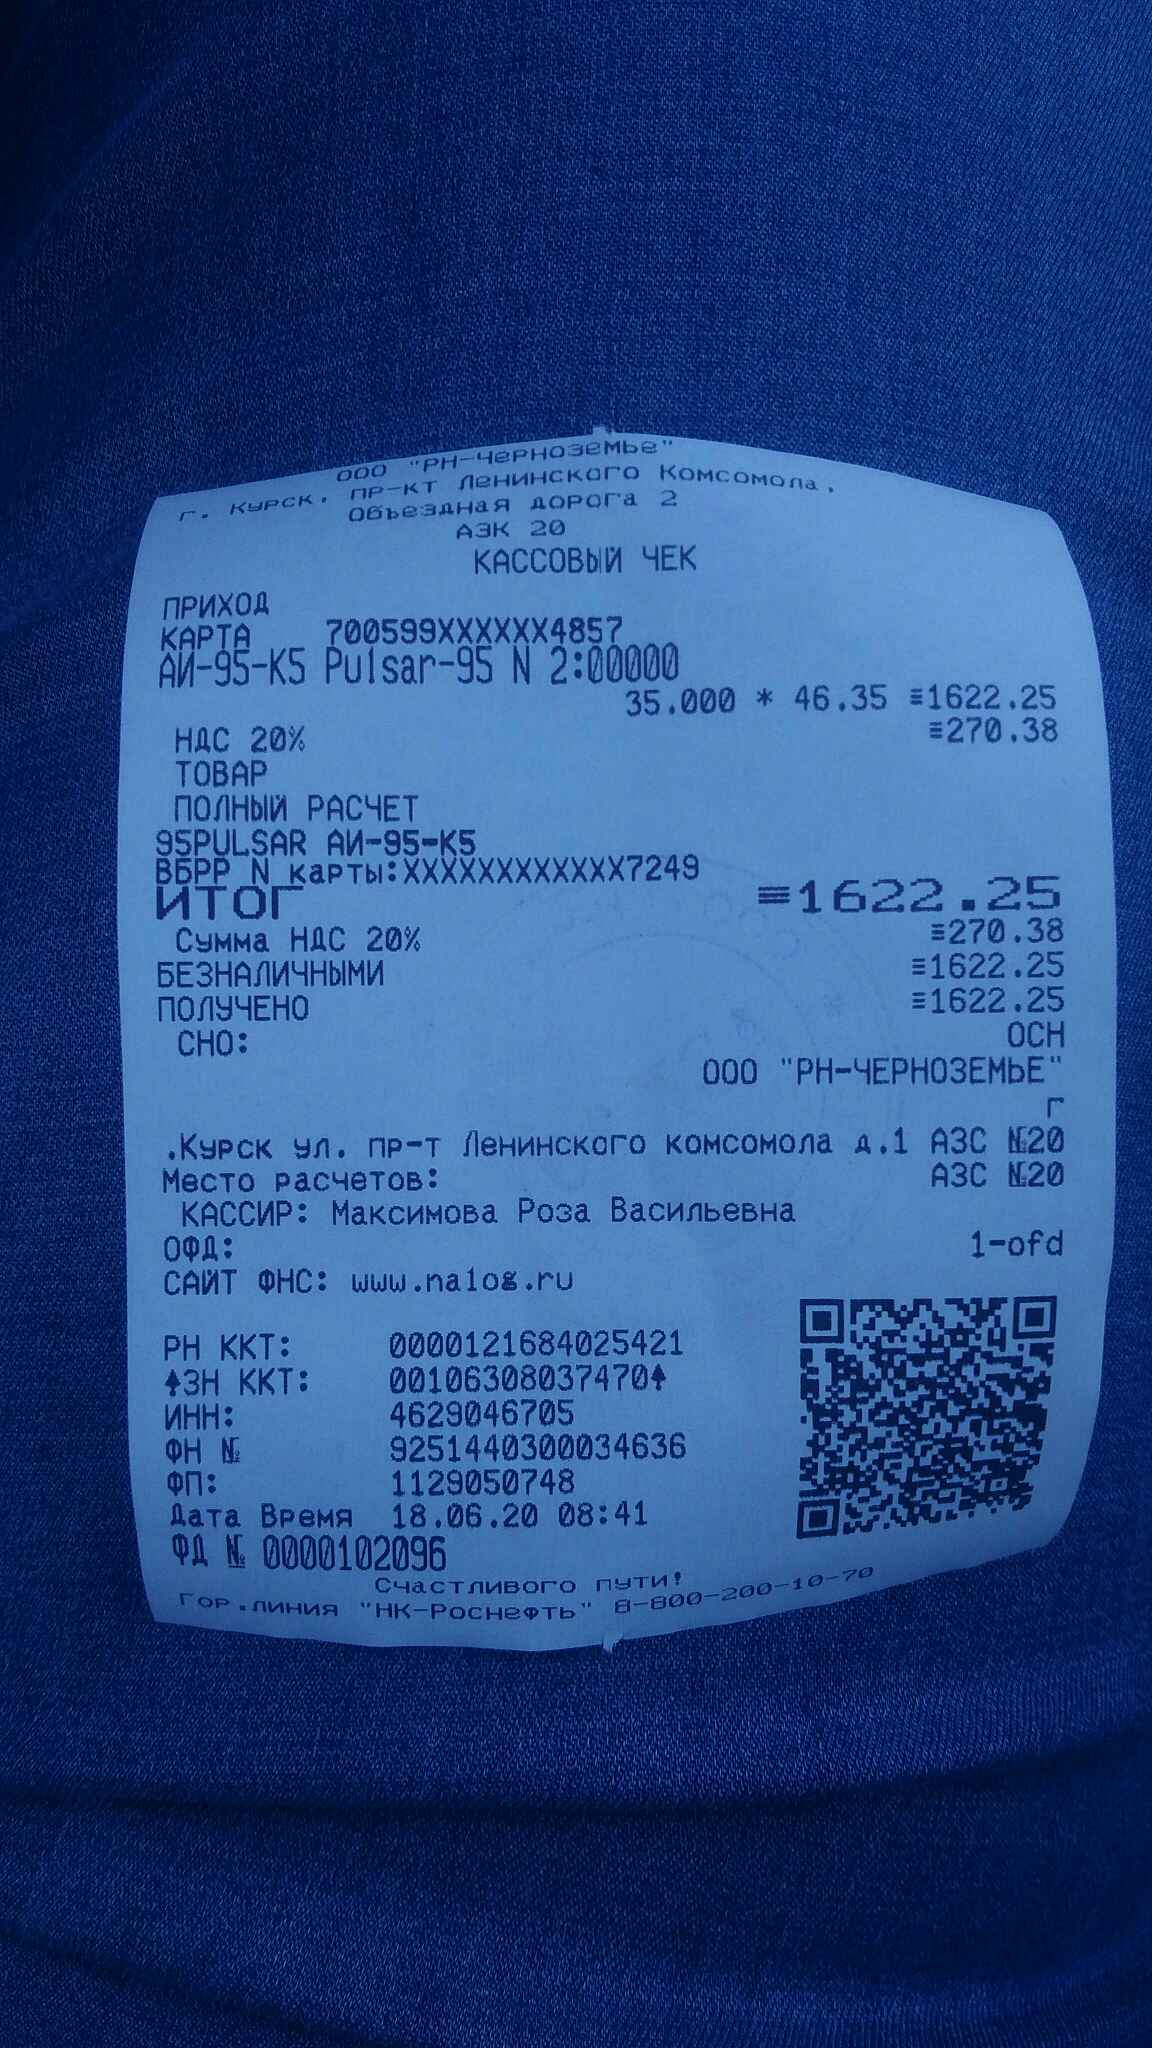 ООО "РН-Черноземье"
г. Курск, пр-кт Ленинского Комсомола,
Объездная дорога 2
АЗК 20
КАССОВЫЙ ЧЕК
ПРИХОД
КАРТА 700599XXXXXX4857
АИ-95-К5 Pulsar-95 N 2:00000
35.000 * 46.35 ≡1622.25
НДС 20% ≡270.38
ТОВАР
ПОЛНЫЙ РАСЧЕТ
95PULSAR АИ-95-К5
ВБРР N карты:XXXXXXXXXXXX7249
ИТОГ ≡1622.25
Сумма НДС 20% ≡270.38
БЕЗНАЛИЧНЫМИ ≡1622.25
ПОЛУЧЕНО ≡1622.25
СНО: ОСН
ООО "РН-ЧЕРНОЗЕМЬЕ"
г
.Курск ул. пр-т Ленинского комсомола д.1 АЗС №20
Место расчетов: АЗС №20
КАССИР: Максимова Роза Васильевна
ОФД: 1-ofd
САЙТ ФНС: www.nalog.ru
РН ККТ: 0000121684025421
ЗН ККТ: 00106308037470
ИНН: 4629046705
ФН № 9251440300034636
ФП: 1129050748
Дата Время 18.06.20 08:41
ФД № 0000102096
Счастливого пути!
Гор.линия "НК-Роснефть" 8-800-200-10-70